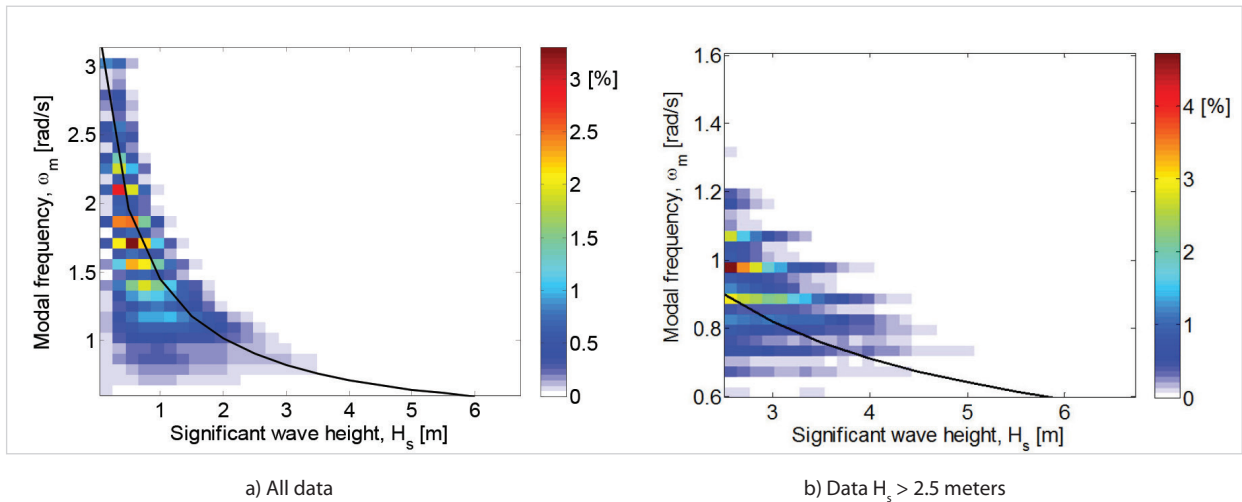 3
2.5
2
1.5
1
Modal frequency, ω_m [rad/s]
1 2 3 4 5 6
Significant wave height, H_s [m]
3 [%]
2.5
2
1.5
1
0.5
0
1.6
1.4
1.2
1
0.8
0.6
Modal frequency, ω_m [rad/s]
3 4 5 6
Significant wave height, H_s [m]
4 [%]
3
2
1
0
a) All data
b) Data H_s > 2.5 meters